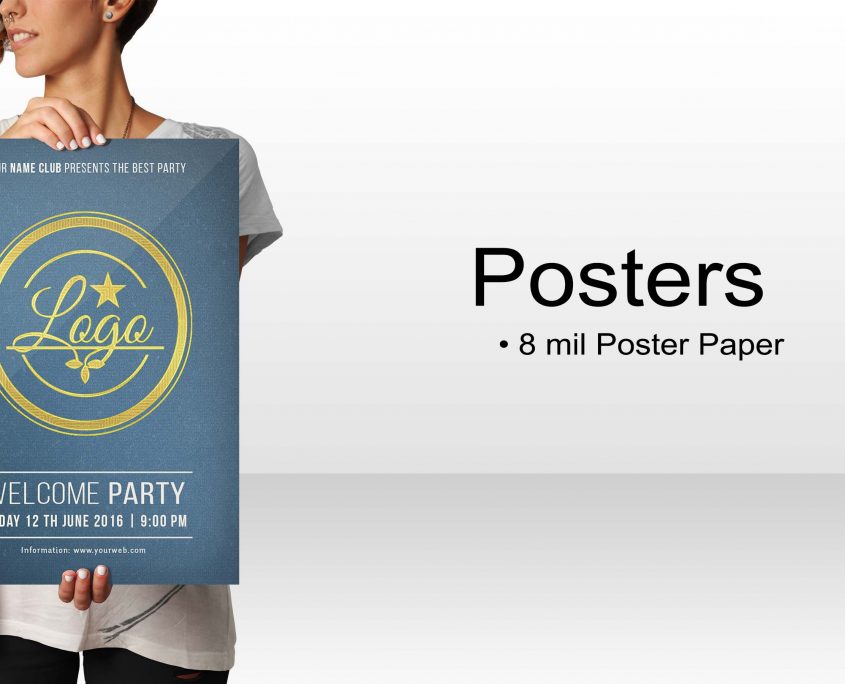 NAME CLUB PRESENTS THE BEST PARTY
Logo
WELCOME PARTY
DAY 12 TH JUNE 2016 | 9:00 PM
Information: www.yourweb.com
Posters
• 8 mil Poster Paper